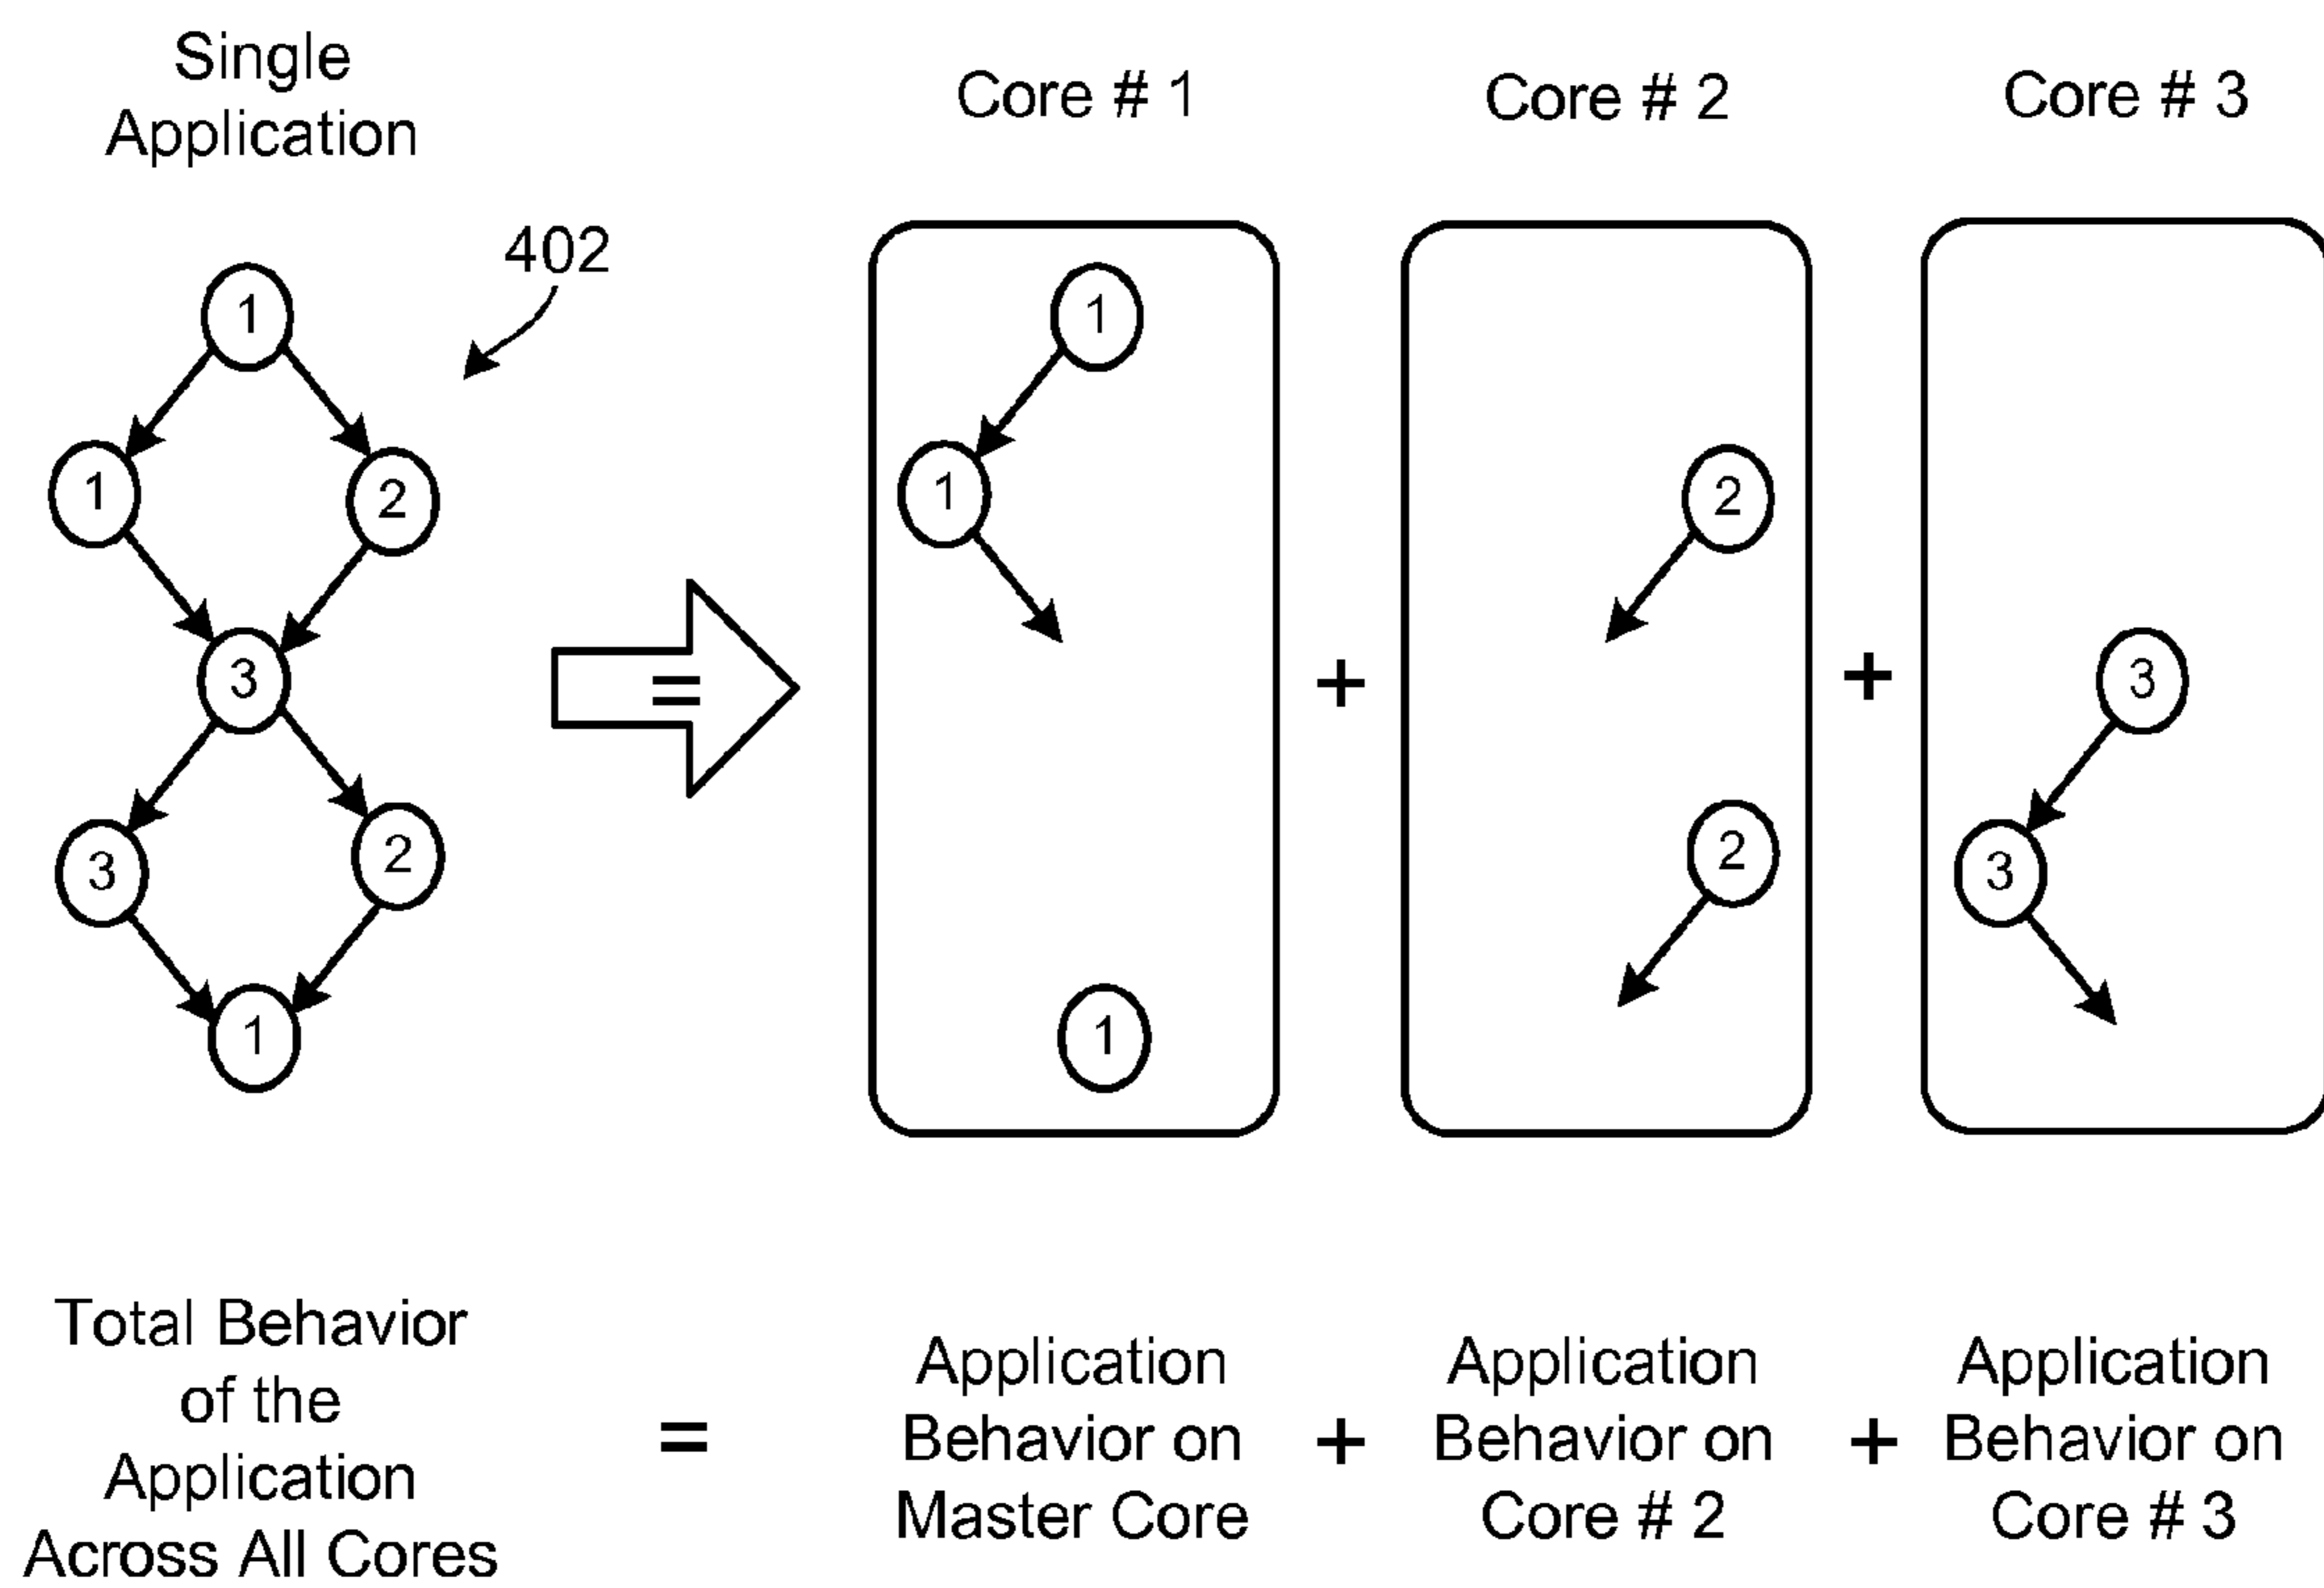 Single
Application
Core # 1
Core # 2
Core # 3
402
1
1
2
3
3
2
1
=
1
1
1
+
2
2
+
3
3
Total Behavior
of the
Application
Across All Cores
=
Application
Behavior on
Master Core
+
Application
Behavior on
Core # 2
+
Application
Behavior on
Core # 3